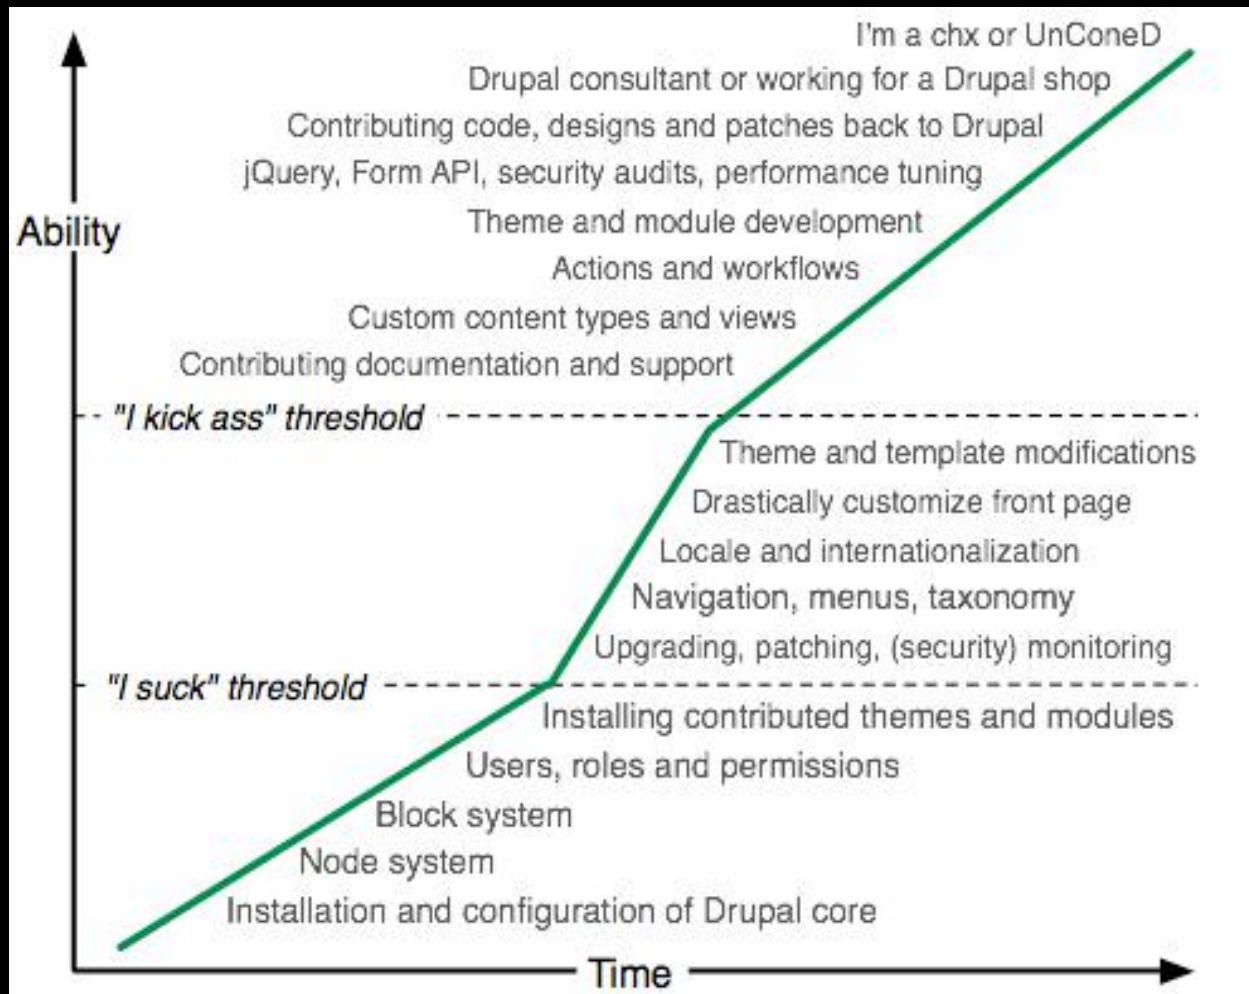 I'm a chx or UnConeD
Drupal consultant or working for a Drupal shop
Contributing code, designs and patches back to Drupal
jQuery, Form API, security audits, performance tuning
Theme and module development
Ability
Actions and workflows
Custom content types and views
Contributing documentation and support
"I kick ass" threshold
Theme and template modifications
Drastically customize front page
Locale and internationalization
Navigation, menus, taxonomy
Upgrading, patching, (security) monitoring
"I suck" threshold
Installing contributed themes and modules
Users, roles and permissions
Block system
Node system
Installation and configuration of Drupal core
Time